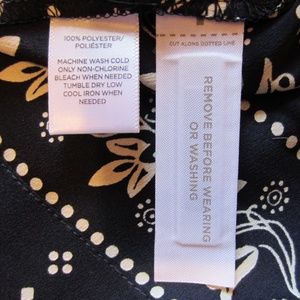 100% POLYESTER/
POLIÉSTER
MACHINE WASH COLD
ONLY NON-CHLORINE
BLEACH WHEN NEEDED
TUMBLE DRY LOW
COOL IRON WHEN
NEEDED
CUT ALONG DOTTED LINE
REMOVE BEFORE WEARING
OR WASHING